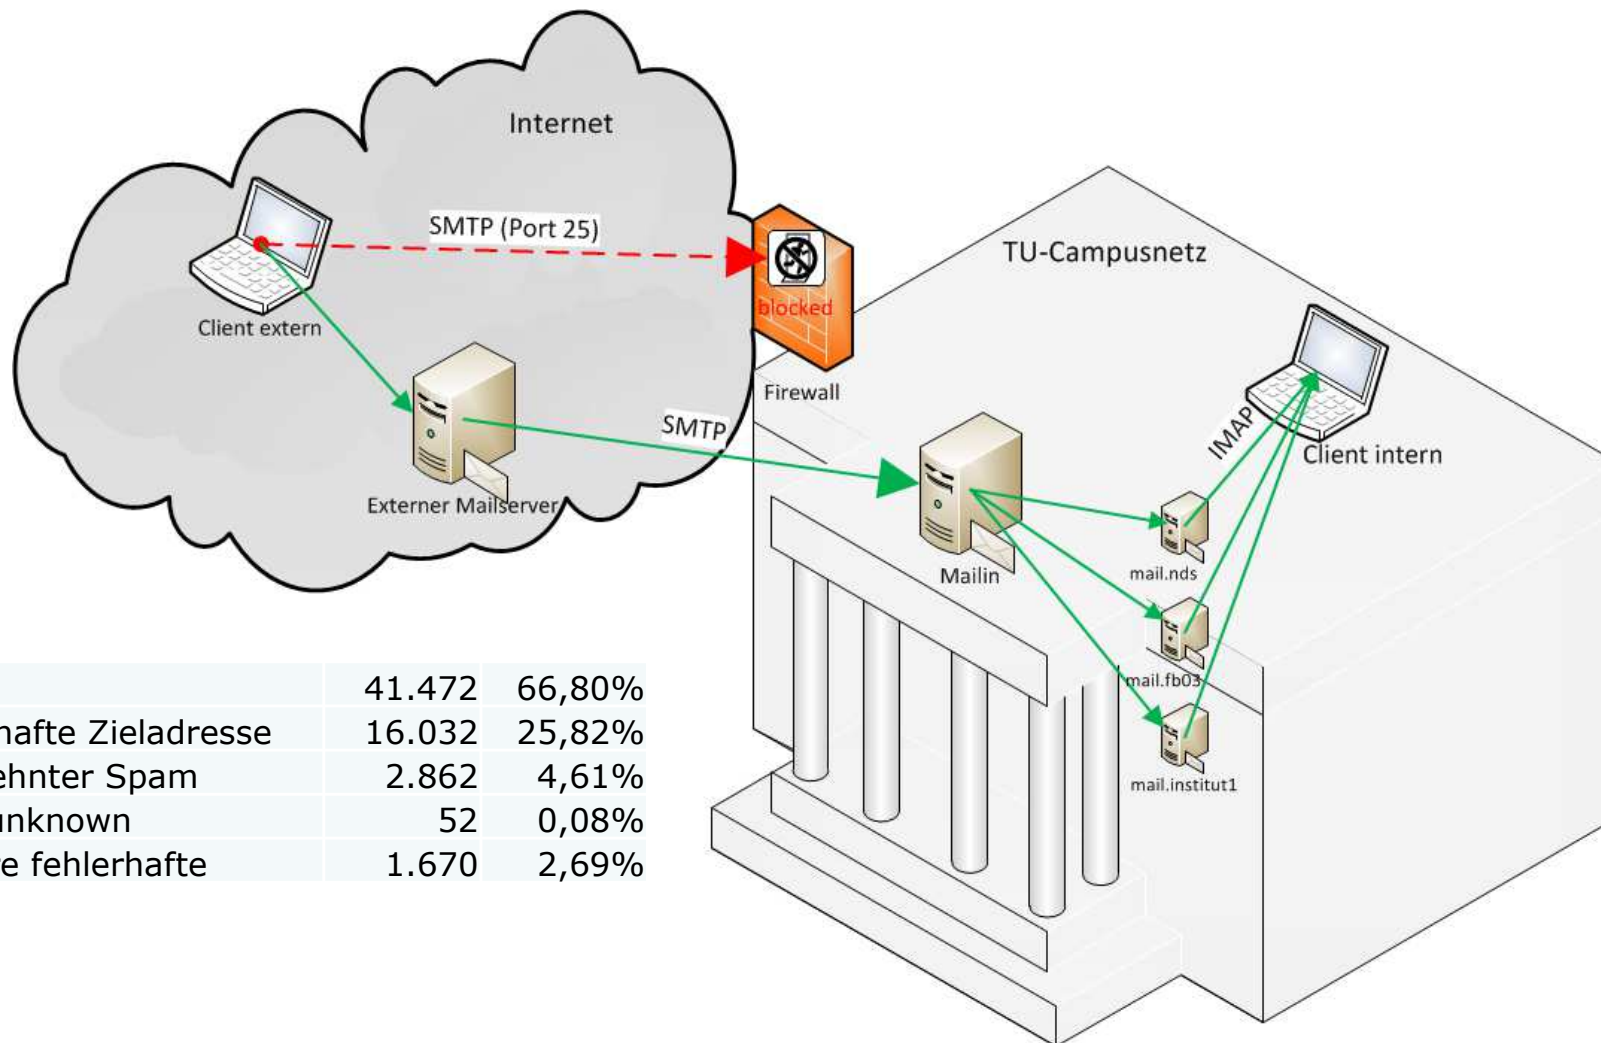 Internet
SMTP (Port 25)
TU-Campusnetz
blocked
Client extern
Firewall
SMTP
IMAP
Client intern
Externer Mailserver
Mailin
mail.nds
mail.fb03
mail.institut1
41.472 66,80%
hafte Zieladresse 16.032 25,82%
ehnter Spam 2.862 4,61%
unknown 52 0,08%
re fehlerhafte 1.670 2,69%